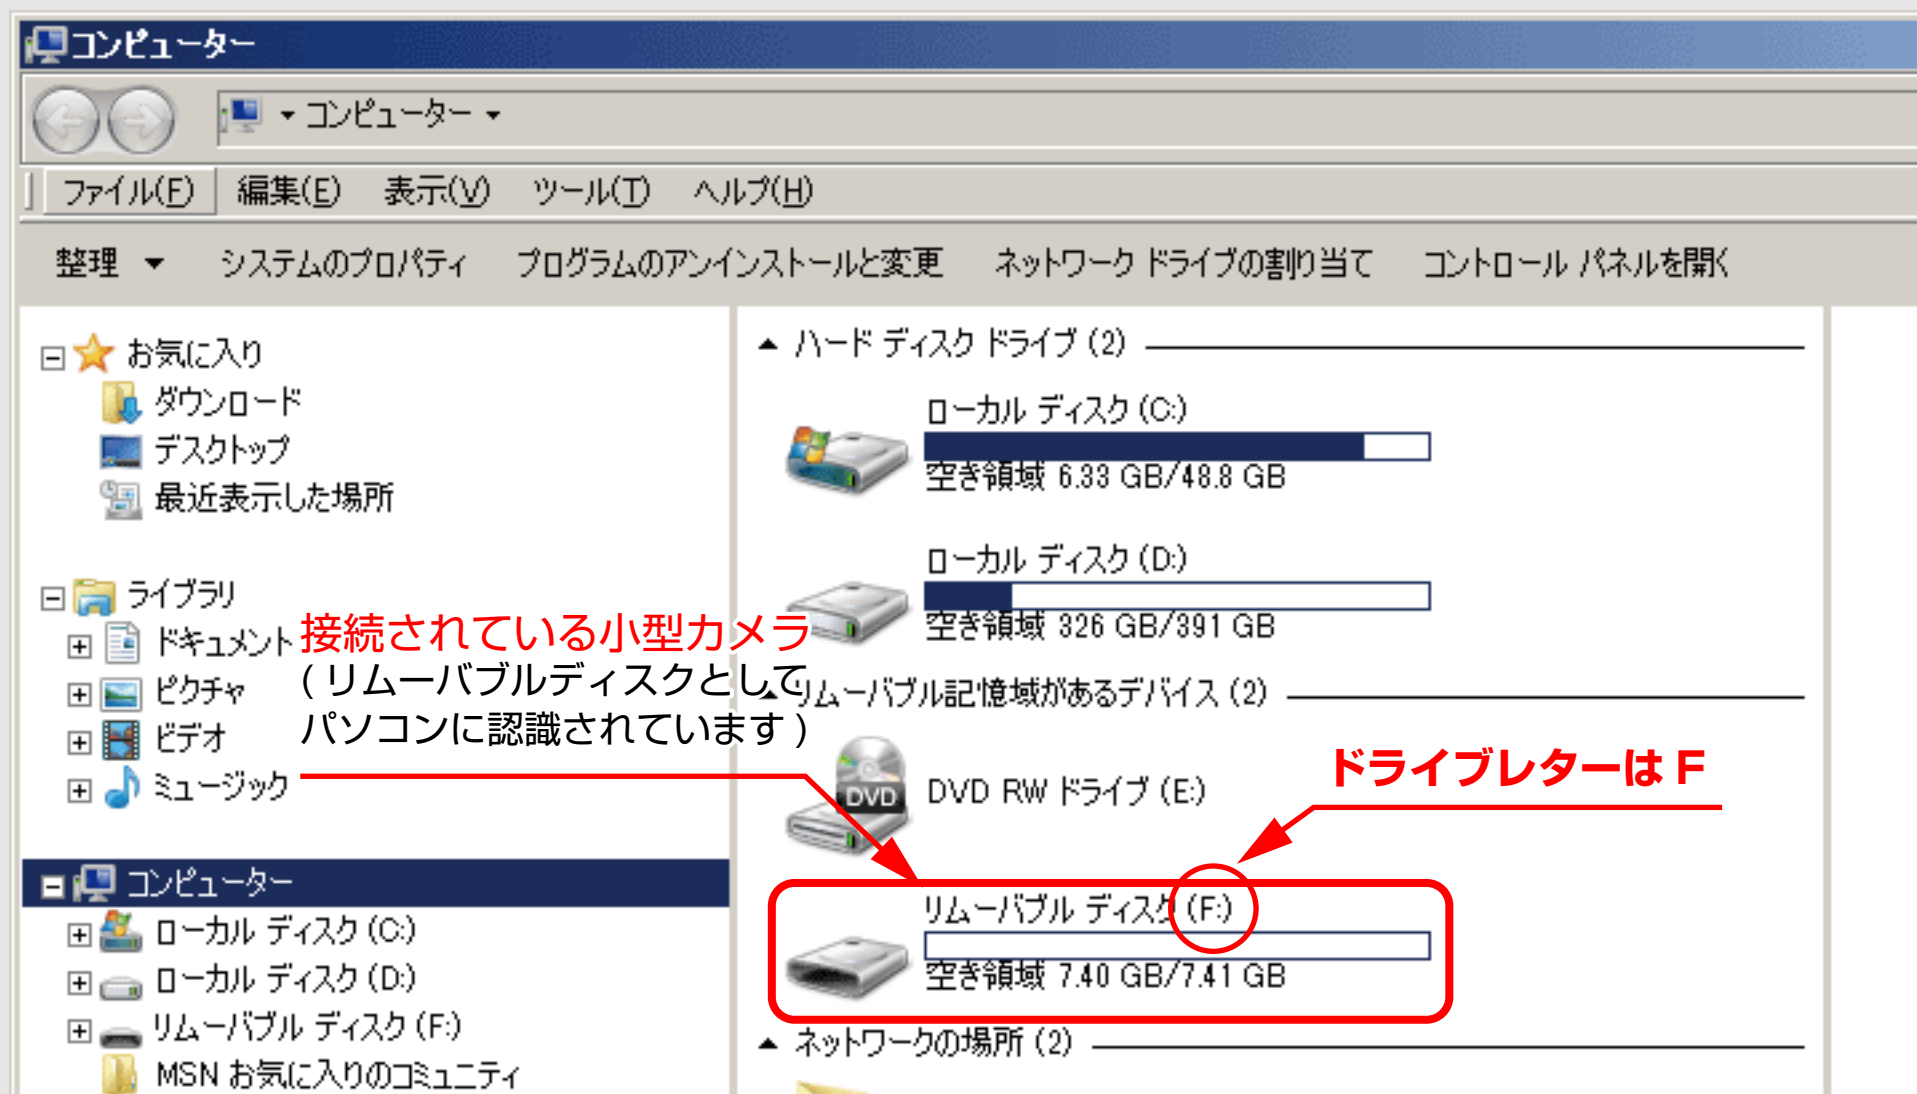 コンピューター
コンピューター
ファイル(F) 編集(E) 表示(V) ツール(T) ヘルプ(H)
整理 システムのプロパティ プログラムのアンインストールと変更 ネットワーク ドライブの割り当て コントロール パネルを開く
お気に入り
ダウンロード
デスクトップ
最近表示した場所
ライブラリ
ドキュメント
ピクチャ
ビデオ
ミュージック
接続されている小型カメラ
(リムーバブルディスクとして
パソコンに認識されています)
コンピューター
ローカル ディスク (C:)
ローカル ディスク (D:)
リムーバブル ディスク (F:)
MSN お気に入りのコミュニティ
ハード ディスク ドライブ (2)
ローカル ディスク (C:)
空き領域 6.33 GB/48.8 GB
ローカル ディスク (D:)
空き領域 326 GB/391 GB
リムーバブル記憶域があるデバイス (2)
DVD
DVD RW ドライブ (E:)
ドライブレターは F
リムーバブル ディスク (F:)
空き領域 7.40 GB/7.41 GB
ネットワークの場所 (2)